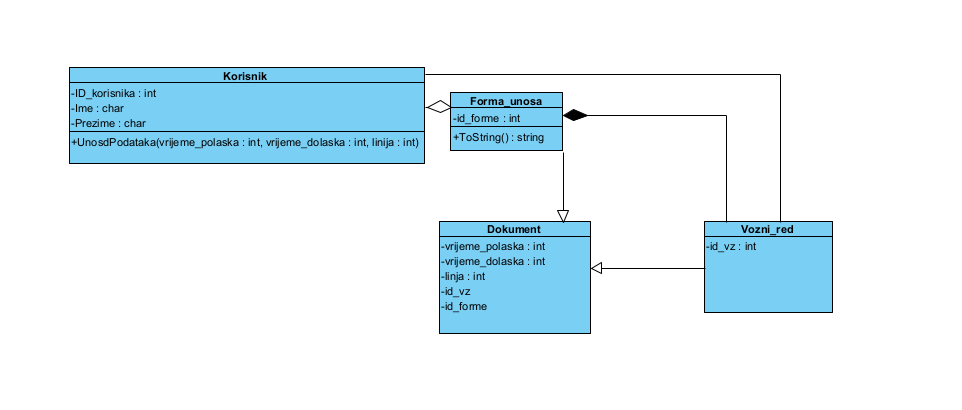 Korisnik
-ID_korisnika : int
-Ime : char
-Prezime : char
+UnosdPodataka(vrijeme_polaska : int, vrijeme_dolaska : int, linija : int)
Forma_unosa
-id_forme : int
+ToString() : string
Dokument
-vrijeme_polaska : int
-vrijeme_dolaska : int
-linja : int
-id_vz
-id_forme
Vozni_red
-id_vz : int